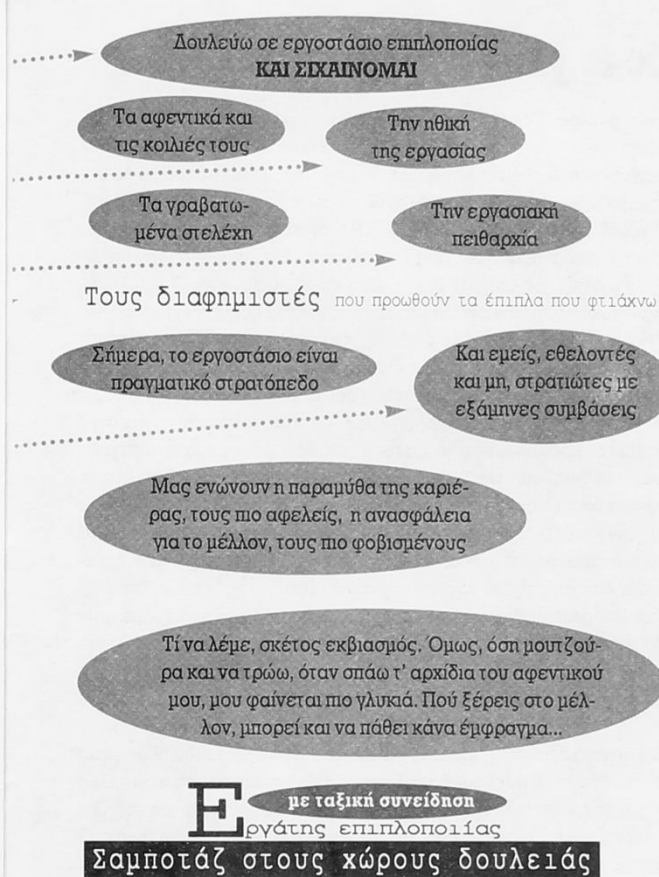 Δουλεύω σε εργοστάσιο επιπλοποιίας
ΚΑΙ ΣΙΧΑΙΝΟΜΑΙ
Τα αφεντικά και
τις κοιλιές τους
Την ηθική
της εργασίας
Τα γραβατω-
μένα στελέχη
Την εργασιακή
πειθαρχία
Τους διαφημιστές που προωθούν τα έπιπλα που φτιάχνω
Σήμερα, το εργοστάσιο είναι
πραγματικό στρατόπεδο
Και εμείς, εθελοντές
και μη, στρατιώτες με
εξάμηνες συμβάσεις
Μας ενώνουν η παραμύθα της καριέ-
ρας, τους πιο αφελείς, η ανασφάλεια
για το μέλλον, τους πιο φοβισμένους
Τί να λέμε, σκέτος εκβιασμός. Όμως, όση μουτζού-
ρα και να τρώω, όταν σπάω τ' αρχίδια του αφεντικού
μου, μου φαίνεται πιο γλυκιά. Πού ξέρεις στο μέλ-
λον, μπορεί και να πάθει κάνα έμφραγμα...
με ταξική συνείδηση
Εργάτης επιπλοποιίας
Σαμποτάζ στους χώρους δουλειάς